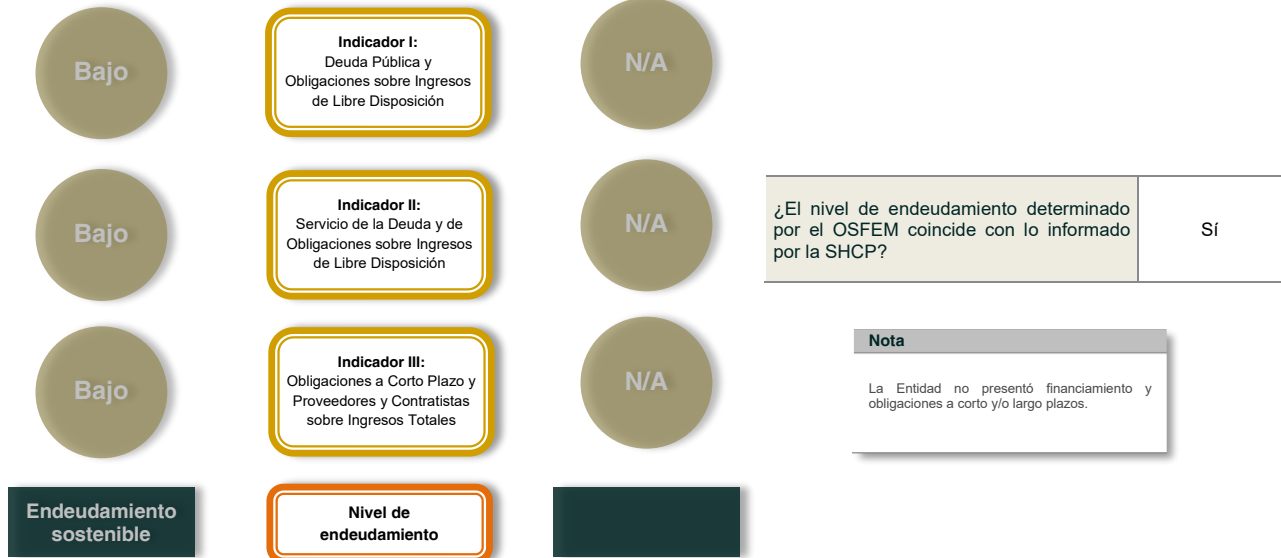 Bajo
Indicador I:
Deuda Pública y
Obligaciones sobre Ingresos
de Libre Disposición
N/A
Bajo
Indicador II:
Servicio de la Deuda y de
Obligaciones sobre Ingresos
de Libre Disposición
N/A
¿El nivel de endeudamiento determinado
por el OSFEM coincide con lo informado
por la SHCP?
Sí
Bajo
Indicador III:
Obligaciones a Corto Plazo y
Proveedores y Contratistas
sobre Ingresos Totales
N/A
Nota
La Entidad no presentó financiamiento y
obligaciones a corto y/o largo plazos.
Endeudamiento
sostenible
Nivel de
endeudamiento